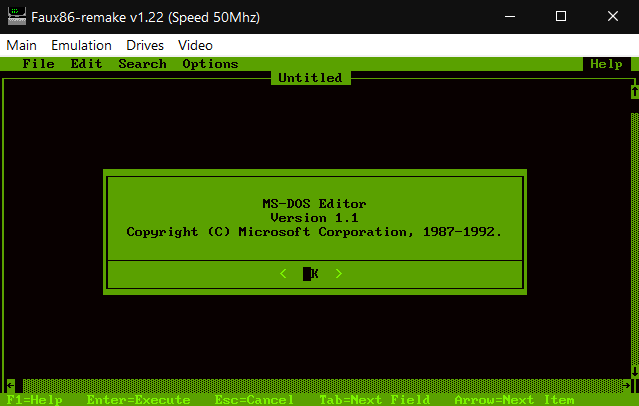 Faux86-remake v1.22 (Speed 50Mhz)
Main Emulation Drives Video
File Edit Search Options Help
Untitled
MS-DOS Editor
Version 1.1
Copyright (C) Microsoft Corporation, 1987-1992.
< K >
F1=Help Enter=Execute Esc=Cancel Tab=Next Field Arrow=Next Item